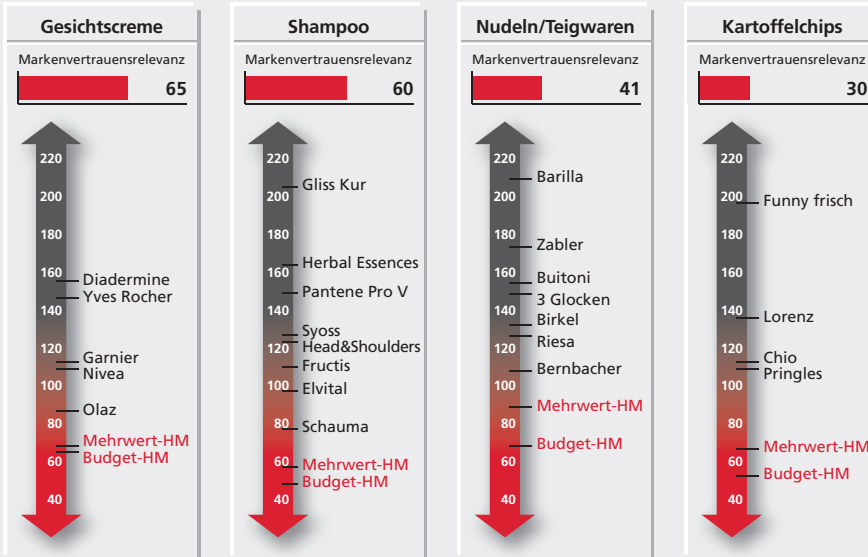 Gesichtscreme
Markenvertrauensrelevanz
65
220
200
180
160
Diadermine
Yves Rocher
140
120
Garnier
Nivea
100
Olaz
80
Mehrwert-HM
Budget-HM
60
40
Shampoo
Markenvertrauensrelevanz
60
220
Gliss Kur
200
180
Herbal Essences
160
Pantene Pro V
140
Syoss
Head&Shoulders
120
Fructis
100
Elvital
80
Schauma
60
Mehrwert-HM
Budget-HM
40
Nudeln/Teigwaren
Markenvertrauensrelevanz
41
220
Barilla
200
180
Zabler
160
Buitoni
3 Glocken
140
Birkel
Riesa
120
Bernbacher
100
Mehrwert-HM
80
Budget-HM
60
40
Kartoffelchips
Markenvertrauensrelevanz
30
220
200
Funny frisch
180
160
140
Lorenz
120
Chio
Pringles
100
80
Mehrwert-HM
60
Budget-HM
40